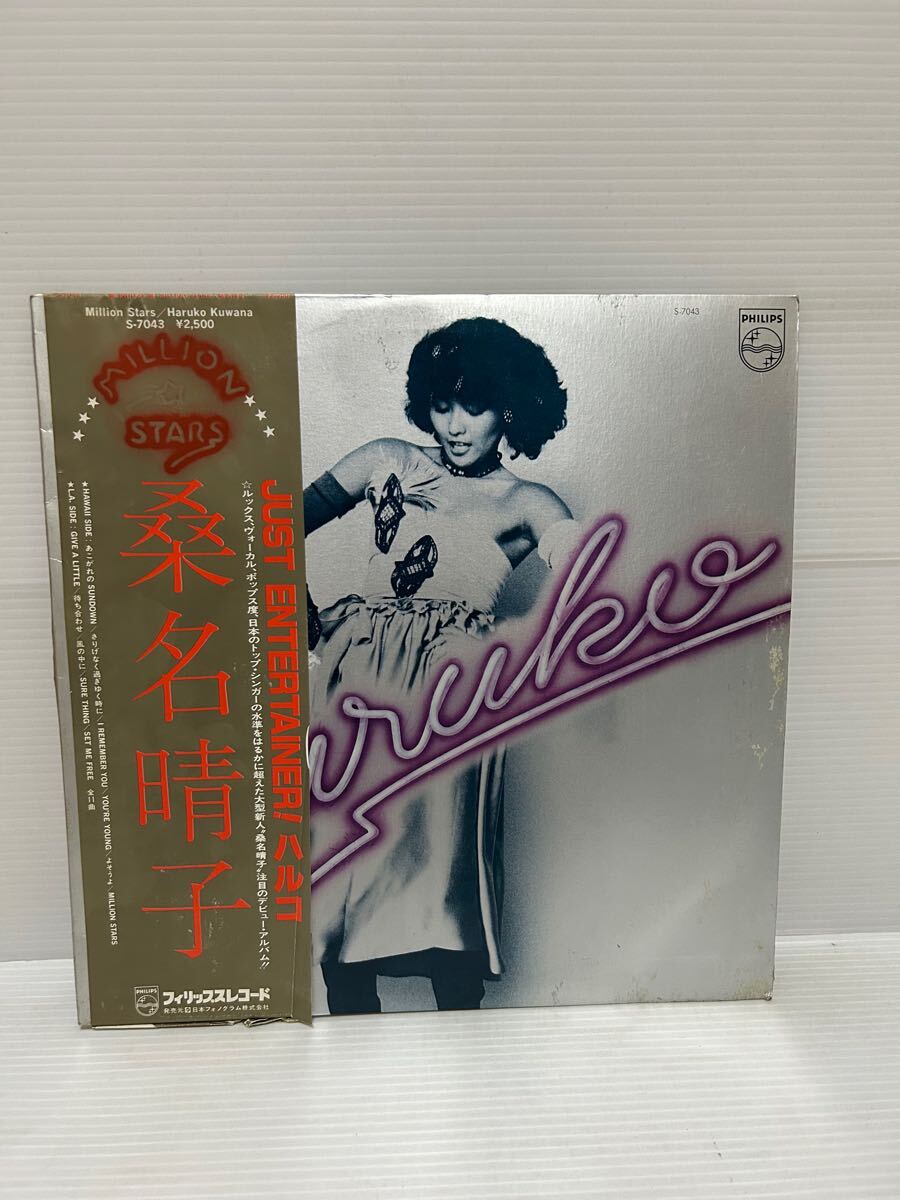 Million Stars/Haruko Kuwana
S-7043 ¥2,500
MILLION
STARS
桑名晴子
JUST ENTERTAINER! ハルコ
☆ルックス、ヴォーカル、ポップス度、日本のトップ・シンガーの水準をはるかに超えた大型新人“桑名晴子”注目のデビュー・アルバム!!
★HAWAII SIDE:あこがれのSUNDOWN/さりげなく過ぎゆく時に/I REMEMBER YOU/YOU'RE YOUNG/よそうよ/MILLION STARS
★L.A. SIDE:GIVE A LITTLE/待ち合わせ/風の中に/SURE THING/SET ME FREE 全11曲
PHILIPS
フィリップスレコード
発売元 日本フォノグラム株式会社
S-7043
PHILIPS
ruko